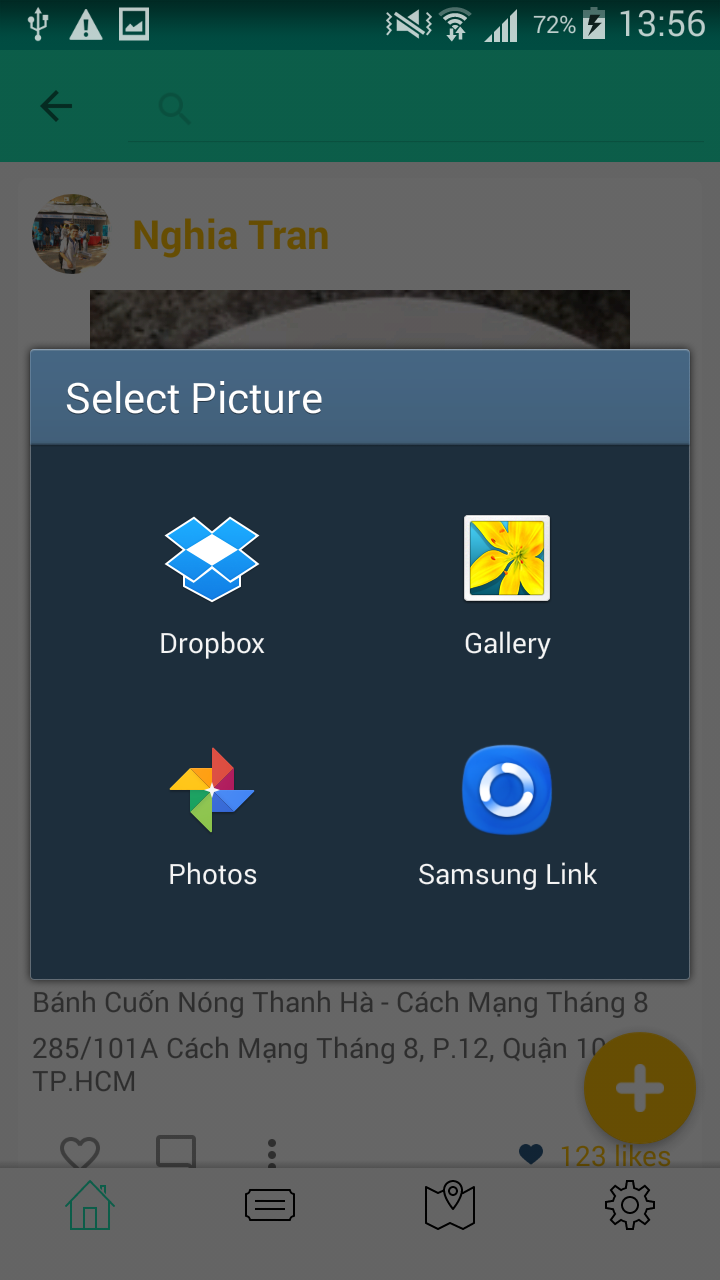 72% 13:56
Nghia Tran
Select Picture
Dropbox Gallery
Photos Samsung Link
Bánh Cuốn Nóng Thanh Hà - Cách Mạng Tháng 8
285/101A Cách Mạng Tháng 8, P.12, Quận 10
TP.HCM
123 likes